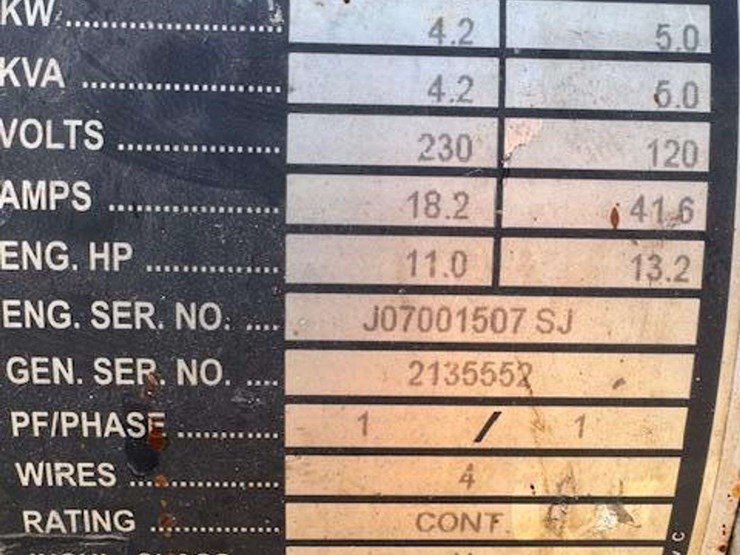 KW 4.2 5.0
KVA 4.2 5.0
VOLTS 230 120
AMPS 18.2 41.6
ENG. HP 11.0 13.2
ENG. SER. NO. J07001507 SJ
GEN. SER. NO. 2135552
PF/PHASE 1 / 1
WIRES 4
RATING CONT.